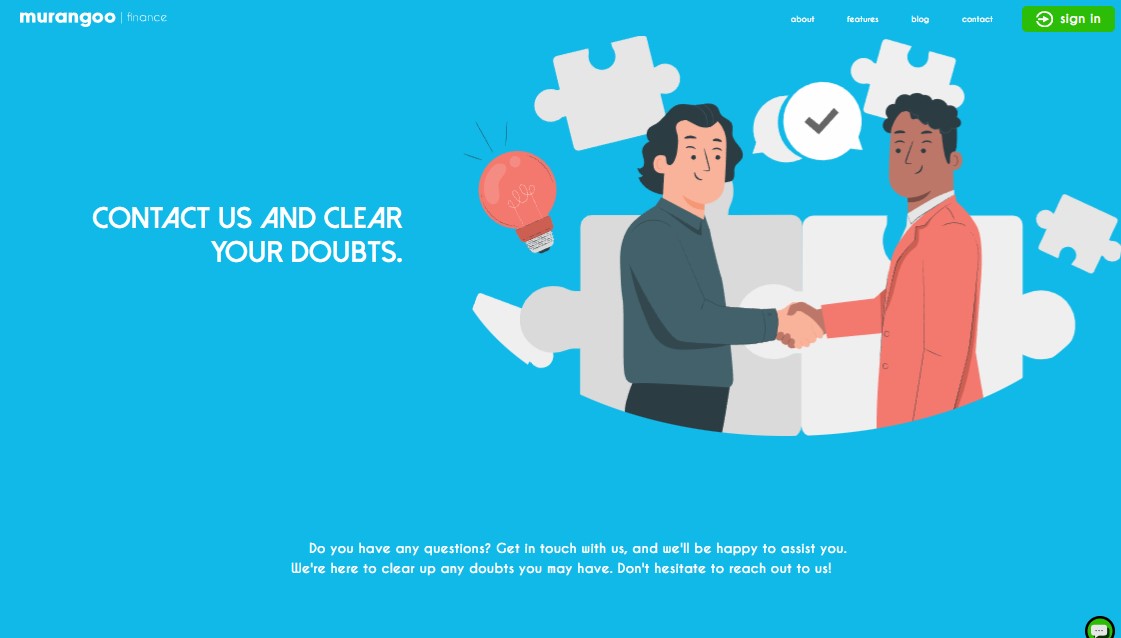 murangoo | finance
about
features
blog
contact
sign in
CONTACT US AND CLEAR
YOUR DOUBTS.
Do you have any questions? Get in touch with us, and we'll be happy to assist you.
We're here to clear up any doubts you may have. Don't hesitate to reach out to us!